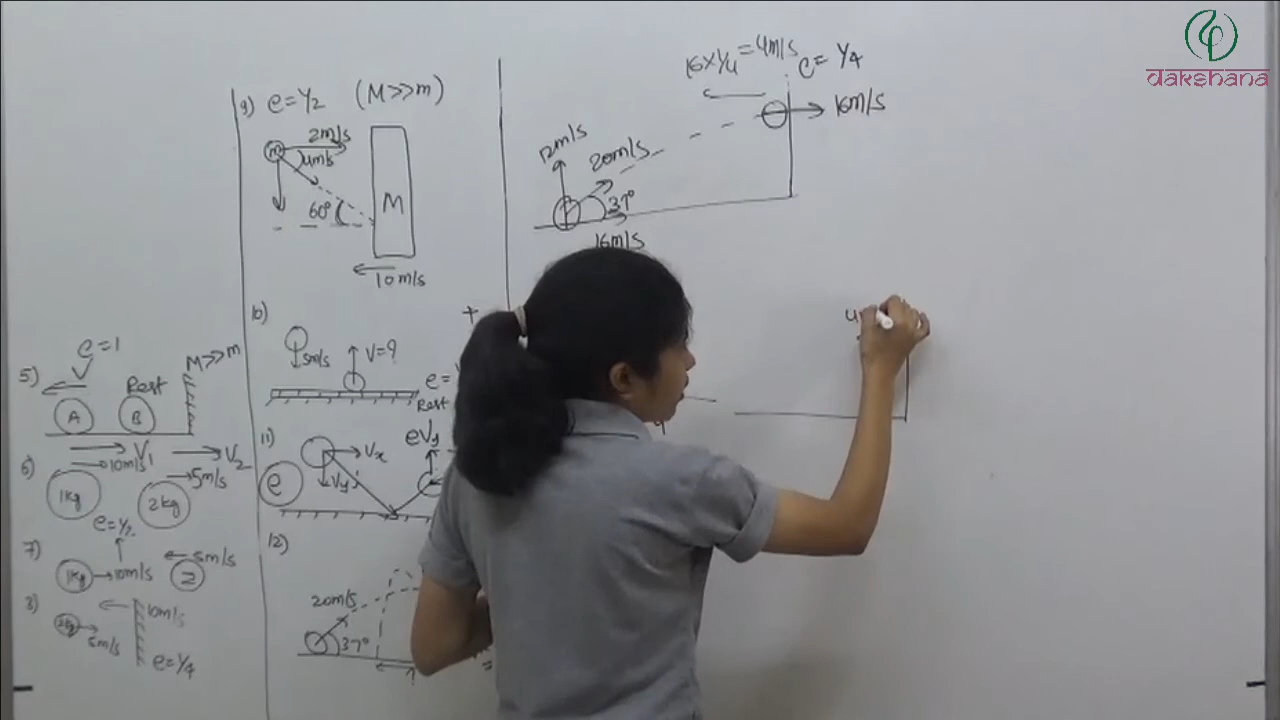 dakshana
5) e=1
M>>m
Rest
A B
V1 V2
6) 10m/s 5m/s
1kg 2kg
e=1/2
7) 1kg 10m/s 5m/s 2
8) 2kg 5m/s 10m/s
e=1/4
9) e=1/2 (M>>m)
m 2m/s
4m/s
60° M
10m/s
10)
5m/s V=?
e=
Rest
11) Vx eVy
Vy
e
12)
20m/s
37°
?
16×1/4=4m/s e=1/4
16m/s
12m/s 20m/s
37°
16m/s
+
4
=